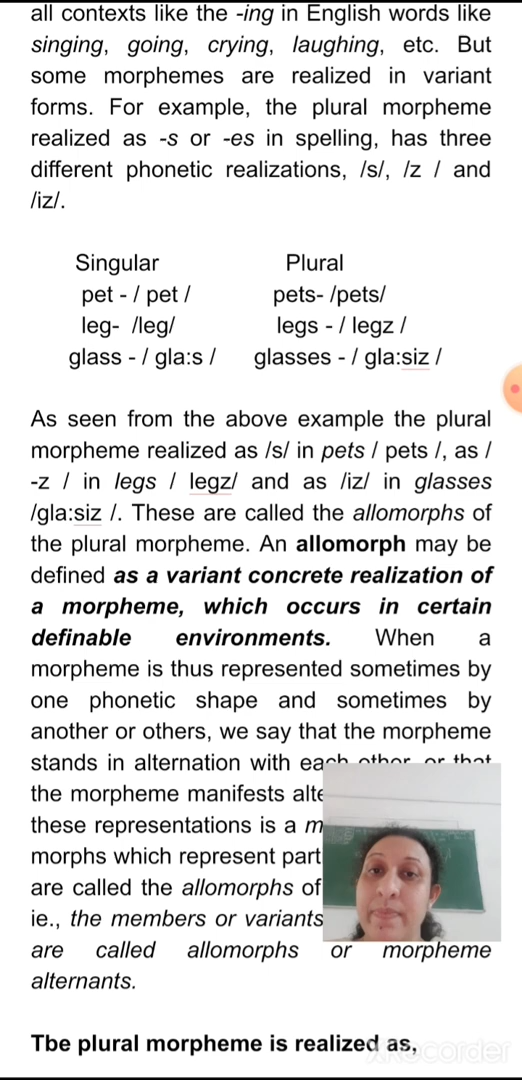 all contexts like the -ing in English words like
singing, going, crying, laughing, etc. But
some morphemes are realized in variant
forms. For example, the plural morpheme
realized as -s or -es in spelling, has three
different phonetic realizations, /s/, /z / and
/iz/.
Singular Plural
pet - / pet / pets- /pets/
leg- /leg/ legs - / legz /
glass - / gla:s / glasses - / gla:siz /
As seen from the above example the plural
morpheme realized as /s/ in pets / pets /, as /
-z / in legs / legz/ and as /iz/ in glasses
/gla:siz /. These are called the allomorphs of
the plural morpheme. An allomorph may be
defined as a variant concrete realization of
a morpheme, which occurs in certain
definable environments. When a
morpheme is thus represented sometimes by
one phonetic shape and sometimes by
another or others, we say that the morpheme
stands in alternation with each other, or that
the morpheme manifests alte
these representations is a m
morphs which represent part
are called the allomorphs of
ie., the members or variants
are called allomorphs or morpheme
alternants.
Tbe plural morpheme is realized as,
XRecorder